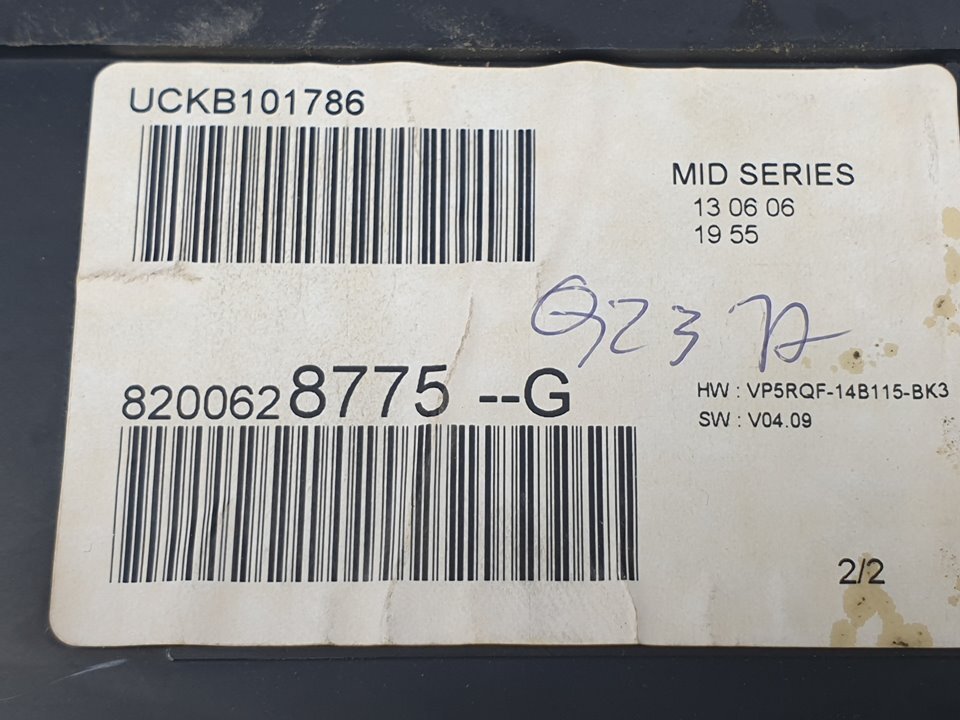 UCKB101786
MID SERIES
13 06 06
19 55
8200628775 --G
HW : VP5RQF-14B115-BK3
SW : V04.09
2/2